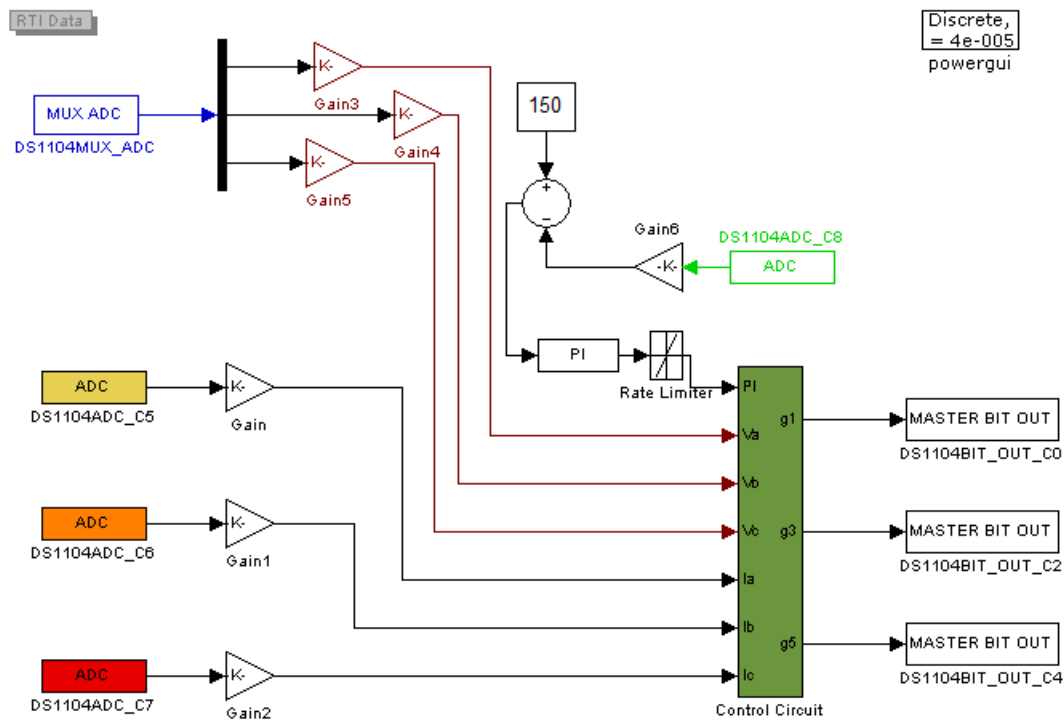 RTI Data
Discrete,
= 4e-005
powergui
MUX ADC
DS1104MUX_ADC
K-
Gain3
K-
Gain4
K-
Gain5
150
+
−
Gain6
-K-
DS1104ADC_C8
ADC
PI
Rate Limiter
ADC
DS1104ADC_C5
K-
Gain
ADC
DS1104ADC_C6
K-
Gain1
ADC
DS1104ADC_C7
K-
Gain2
PI
Va
Vb
Vc
Ia
Ib
Ic
g1
g3
g5
Control Circuit
MASTER BIT OUT
DS1104BIT_OUT_C0
MASTER BIT OUT
DS1104BIT_OUT_C2
MASTER BIT OUT
DS1104BIT_OUT_C4